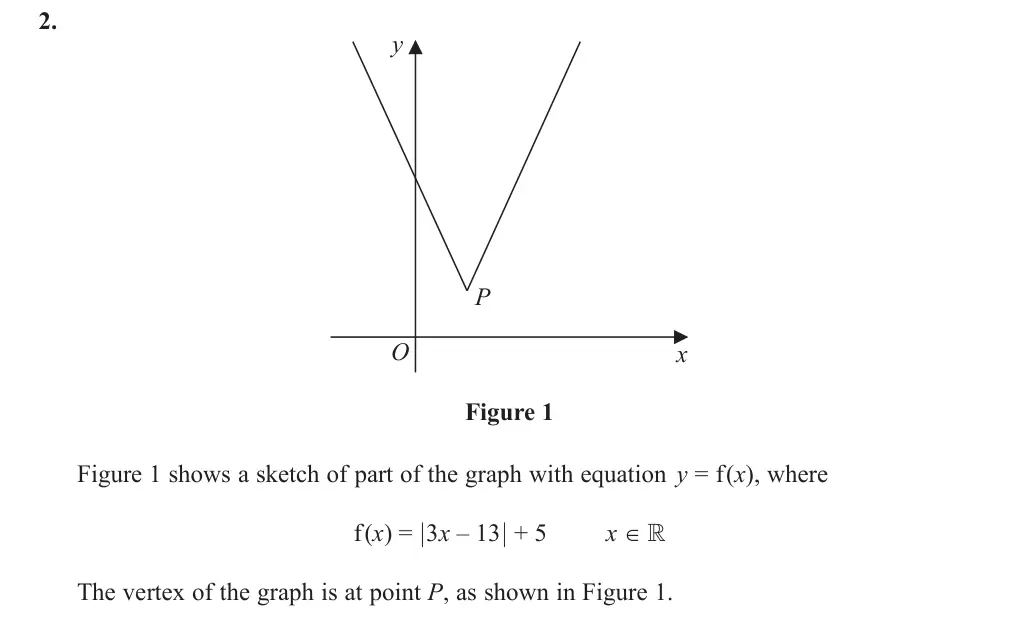 2.
y
P
O
x
Figure 1
Figure 1 shows a sketch of part of the graph with equation y = f(x), where
f(x) = |3x – 13| + 5 x ∈ ℝ
The vertex of the graph is at point P, as shown in Figure 1.